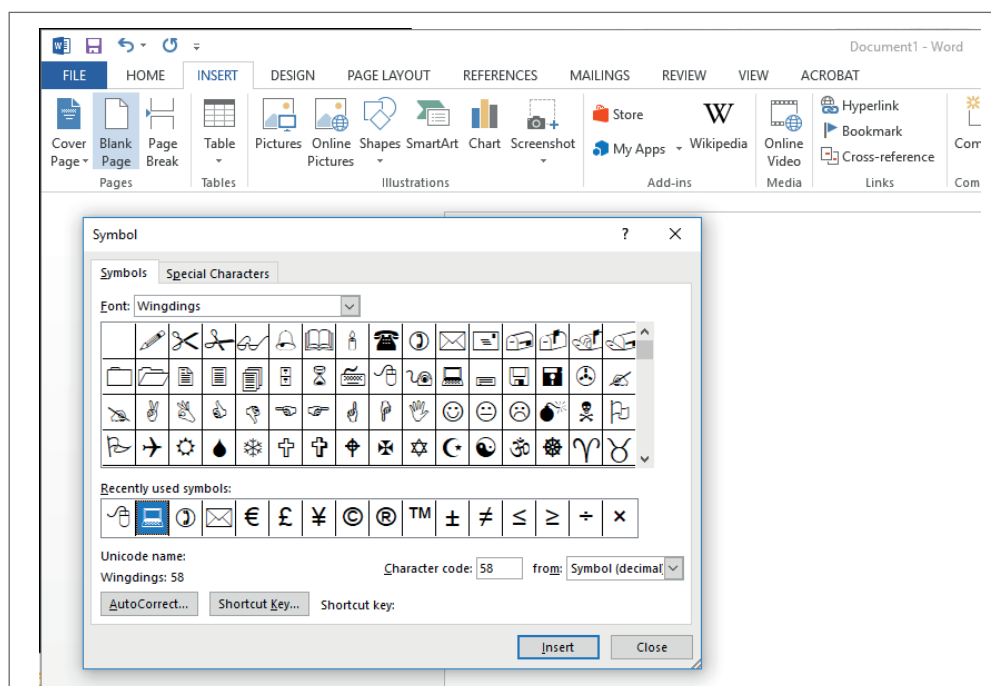 Document1 - Word
FILE HOME INSERT DESIGN PAGE LAYOUT REFERENCES MAILINGS REVIEW VIEW ACROBAT
Cover Page Blank Page Page Break Table Pictures Online Pictures Shapes SmartArt Chart Screenshot Store My Apps W Wikipedia Online Video Hyperlink Bookmark Cross-reference Com
Pages Tables Illustrations Add-ins Media Links Com
Symbol ?
Symbols Special Characters
Font: Wingdings
Recently used symbols:
€ £ ¥ © ® ™ ± ≠ ≤ ≥ ÷ ×
Unicode name:
Wingdings: 58
Character code: 58 from: Symbol (decimal
AutoCorrect... Shortcut Key... Shortcut key:
Insert Close